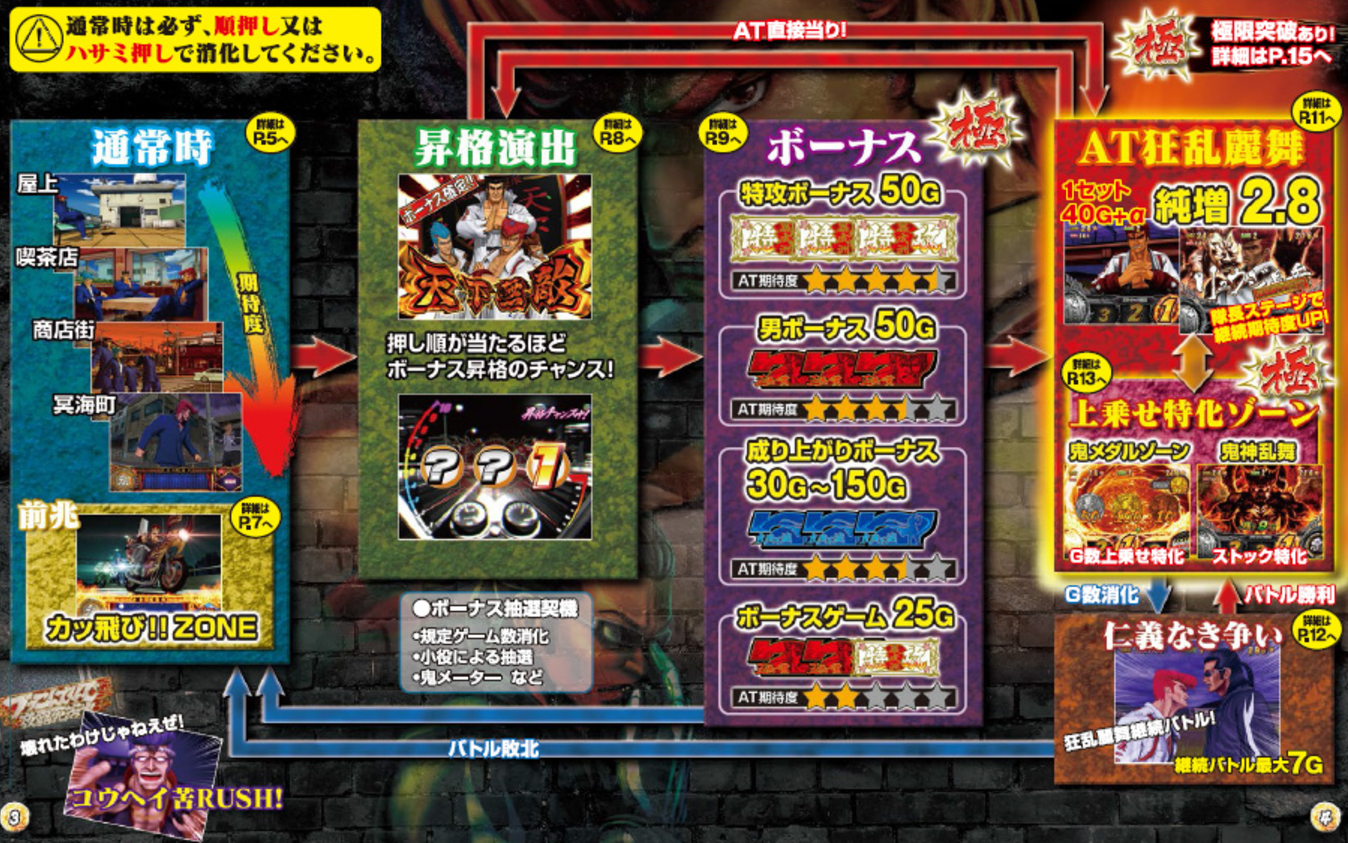 通常時は必ず、順押し又は
ハサミ押しで消化してください。
AT直接当り!
極
極限突破あり!
詳細はP.15へ
通常時
詳細は
P.5へ
屋上
喫茶店
商店街
冥海町
期待度
前兆
詳細は
P.7へ
カッ飛び!! ZONE
昇格演出
詳細は
P.8へ
ボーナス確定!!
天下無敵
押し順が当たるほど
ボーナス昇格のチャンス!
昇格チャンス中!
? ? 1
●ボーナス抽選契機
・規定ゲーム数消化
・小役による抽選
・鬼メーター など
詳細は
P.9へ
ボーナス
極
特攻ボーナス 50G
AT期待度
男ボーナス 50G
AT期待度
成り上がりボーナス
30G~150G
AT期待度
ボーナスゲーム 25G
AT期待度
詳細は
P.11へ
AT狂乱麗舞
1セット
40G+α
純増 2.8
3 2 1
隊長ステージで
継続期待度UP!
詳細は
P.13へ
極
上乗せ特化ゾーン
鬼メダルゾーン
鬼神乱舞
G数上乗せ特化
ストック特化
G数消化
バトル勝利
仁義なき争い
詳細は
P.12へ
狂乱麗舞継続バトル!
継続バトル最大7G
バトル敗北
壊れたわけじゃねえぜ!
コウヘイ苦RUSH!
3
4